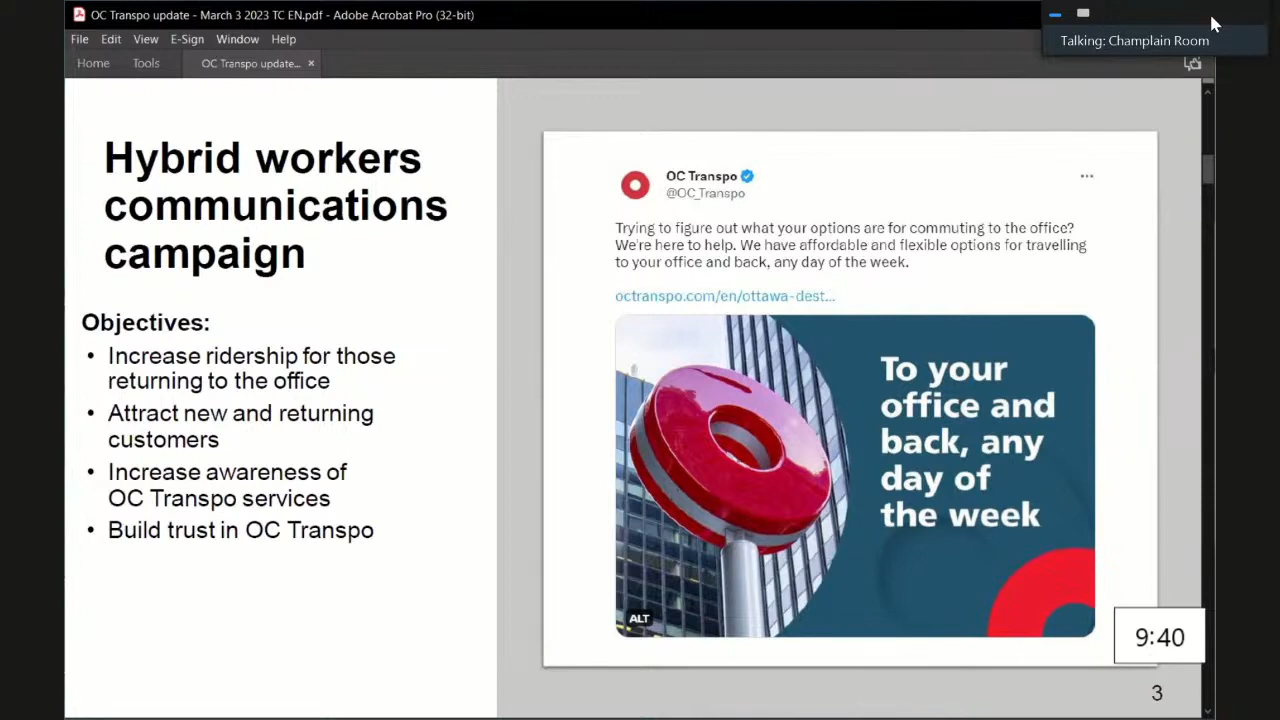 OC Transpo update - March 3 2023 TC EN.pdf - Adobe Acrobat Pro (32-bit)
File Edit View E-Sign Window Help
Talking: Champlain Room
Home Tools OC Transpo update... ×
Hybrid workers
communications
campaign
Objectives:
• Increase ridership for those
returning to the office
• Attract new and returning
customers
• Increase awareness of
OC Transpo services
• Build trust in OC Transpo
OC Transpo
@OC_Transpo
Trying to figure out what your options are for commuting to the office?
We're here to help. We have affordable and flexible options for travelling
to your office and back, any day of the week.
octranspo.com/en/ottawa-dest...
To your
office and
back, any
day of
the week
ALT
9:40
3